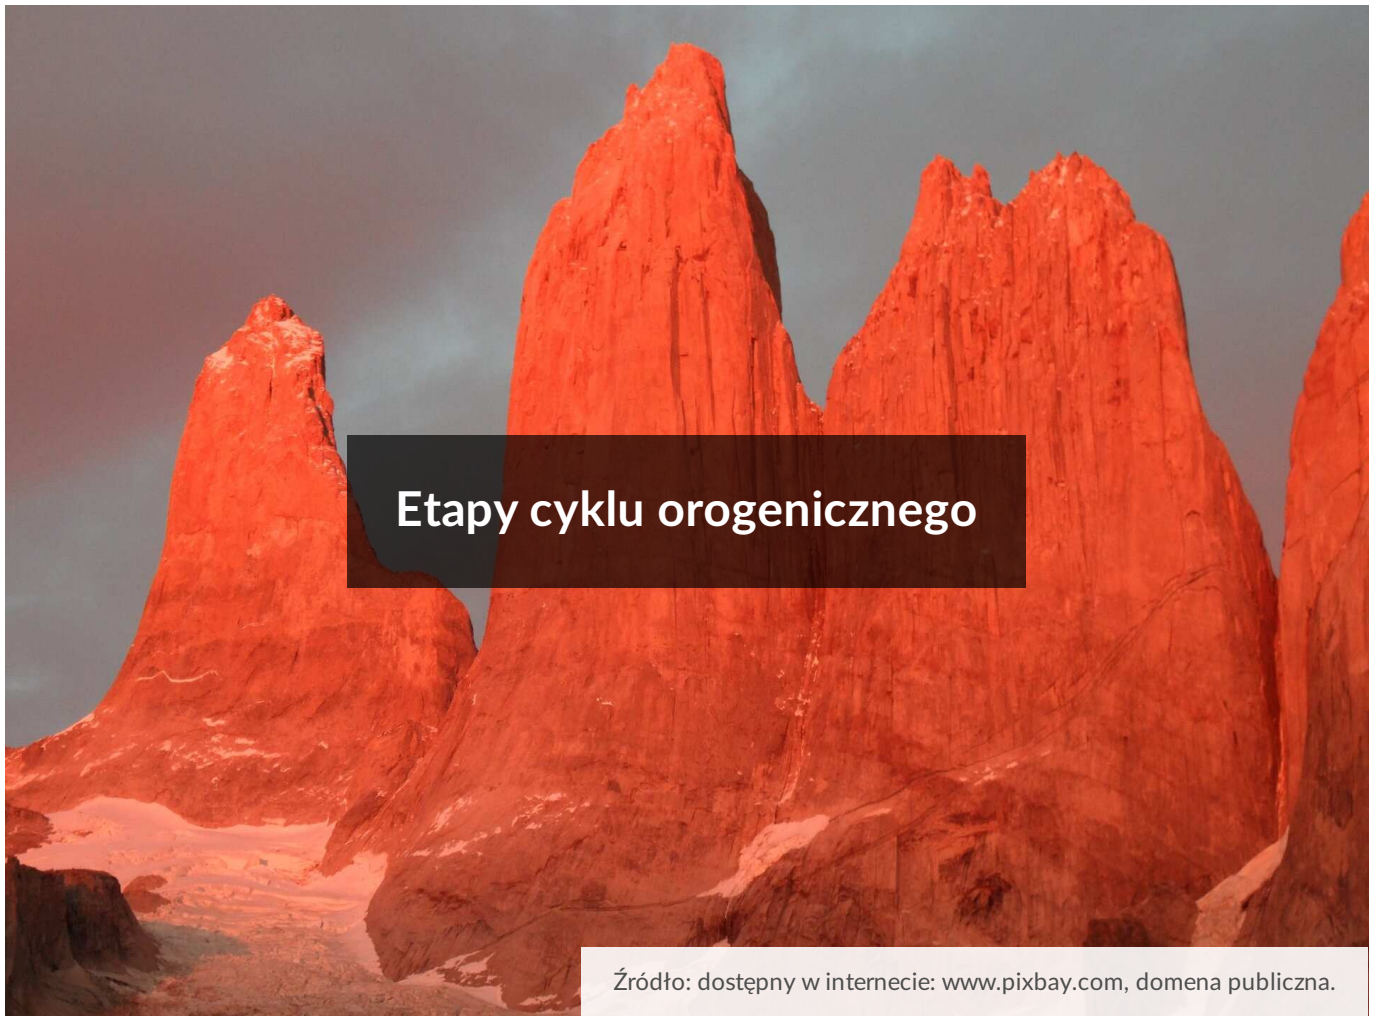 Etapy cyklu orogenicznego
Źródło: dostępny w internecie: www.pixbay.com, domena publiczna.